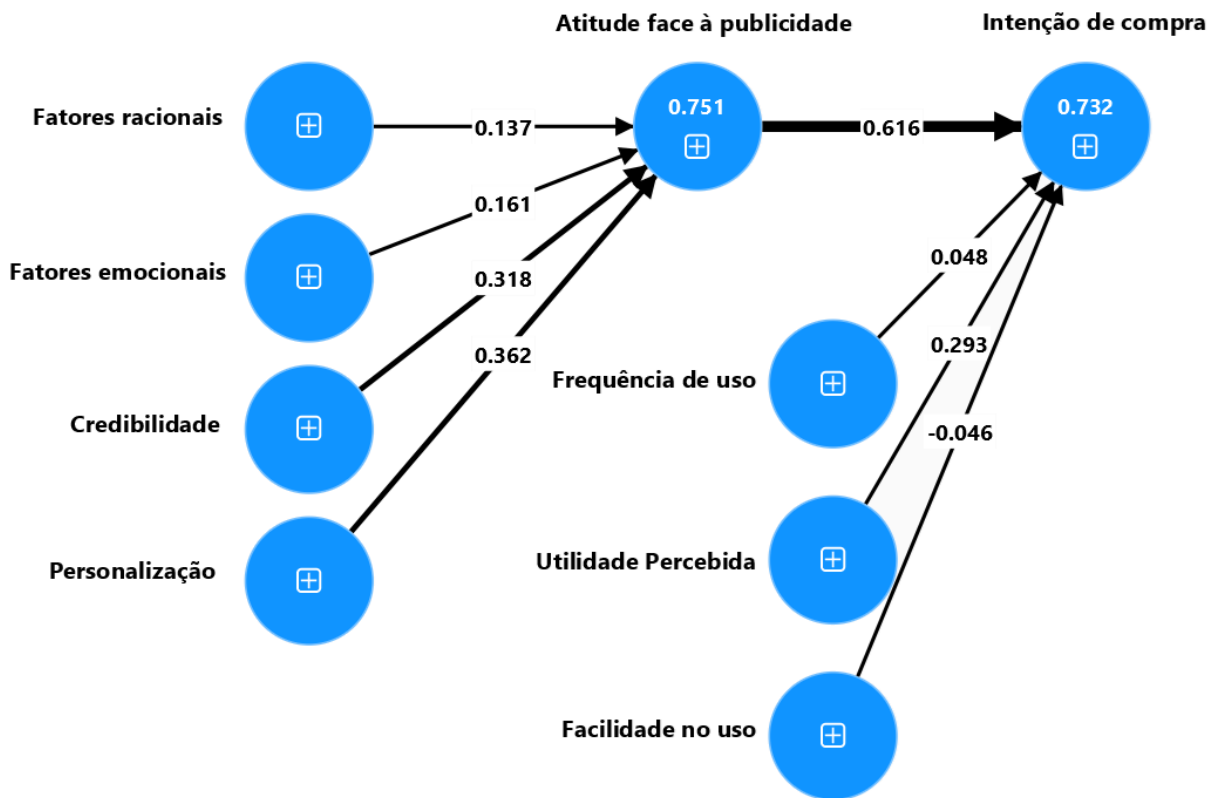 Atitude face à publicidade
Intenção de compra
Fatores racionais
0.137
0.751
0.616
0.732
Fatores emocionais
0.161
0.318
0.048
Credibilidade
0.362
0.293
Frequência de uso
-0.046
Personalização
Utilidade Percebida
Facilidade no uso